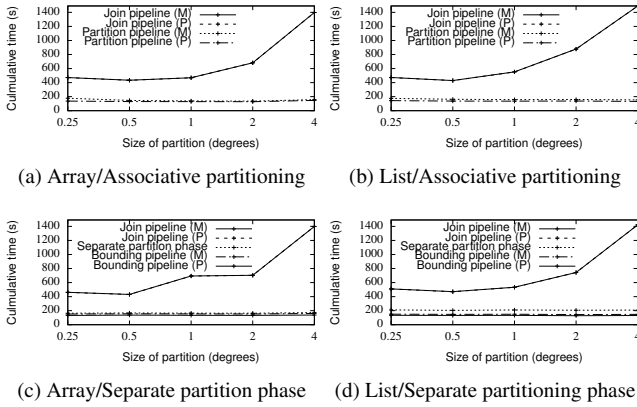 Join pipeline (M)
Join pipeline (P)
Partition pipeline (M)
Partition pipeline (P)
1400
1200
1000
800
600
400
200
0
0.25 0.5 1 2 4
Culmulative time (s)
Size of partition (degrees)
(a) Array/Associative partitioning
Join pipeline (M)
Join pipeline (P)
Partition pipeline (M)
Partition pipeline (P)
1400
1200
1000
800
600
400
200
0
0.25 0.5 1 2 4
Culmulative time (s)
Size of partition (degrees)
(b) List/Associative partitioning
Join pipeline (M)
Join pipeline (P)
Separate partition phase
Bounding pipeline (M)
Bounding pipeline (P)
1400
1200
1000
800
600
400
200
0
0.25 0.5 1 2 4
Culmulative time (s)
Size of partition (degrees)
(c) Array/Separate partition phase
Join pipeline (M)
Join pipeline (P)
Separate partition phase
Bounding pipeline (M)
Bounding pipeline (P)
1400
1200
1000
800
600
400
200
0
0.25 0.5 1 2 4
Culmulative time (s)
Size of partition (degrees)
(d) List/Separate partitioning phase